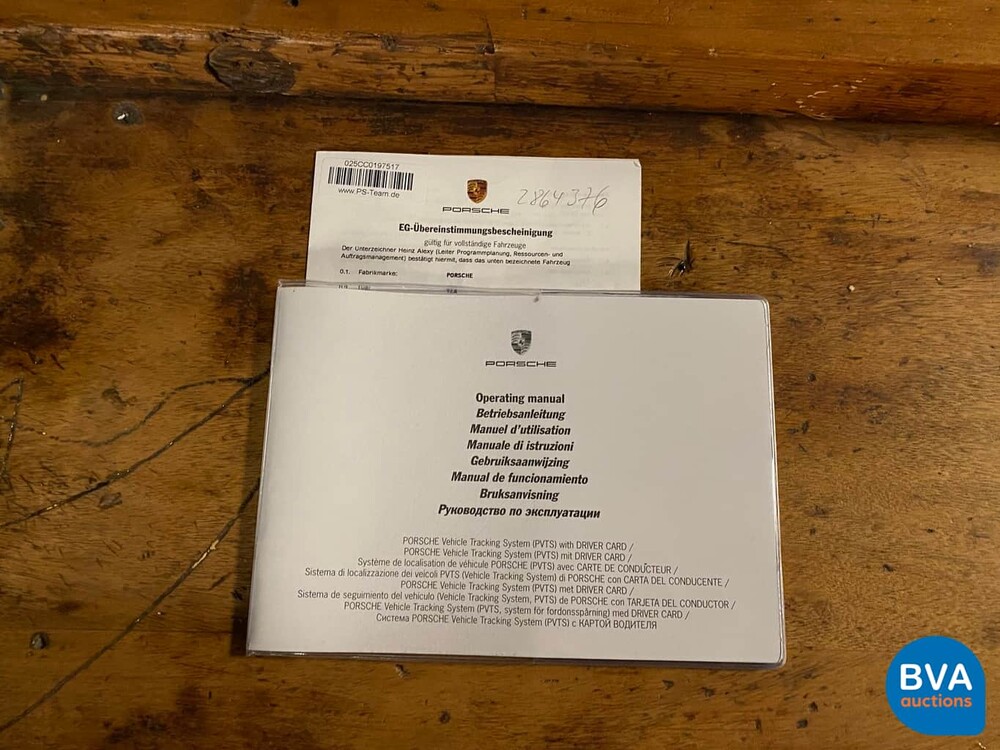 025CC0197517
www.PS-Team.de
PORSCHE
2864376
EG-Übereinstimmungsbescheinigung
gültig für vollständige Fahrzeuge
Der Unterzeichner Heinz Alexy (Leiter Programmplanung, Ressourcen- und
Auftragsmanagement) bestätigt hiermit, dass das unten bezeichnete Fahrzeug
0.1. Fabrikmarke: PORSCHE
PORSCHE
Operating manual
Betriebsanleitung
Manuel d'utilisation
Manuale di istruzioni
Gebruiksaanwijzing
Manual de funcionamiento
Bruksanvisning
Руководство по эксплуатации
PORSCHE Vehicle Tracking System (PVTS) with DRIVER CARD /
PORSCHE Vehicle Tracking System (PVTS) mit DRIVER CARD /
Système de localisation de véhicule PORSCHE (PVTS) avec CARTE DE CONDUCTEUR /
Sistema di localizzazione dei veicoli PVTS (Vehicle Tracking System) di PORSCHE con CARTA DEL CONDUCENTE /
PORSCHE Vehicle Tracking System (PVTS) met DRIVER CARD /
Sistema de seguimiento del vehículo (Vehicle Tracking System, PVTS) de PORSCHE con TARJETA DEL CONDUCTOR /
PORSCHE Vehicle Tracking System (PVTS, system för fordonsspårning) med DRIVER CARD /
Система PORSCHE Vehicle Tracking System (PVTS) с КАРТОЙ ВОДИТЕЛЯ
BVA
auctions